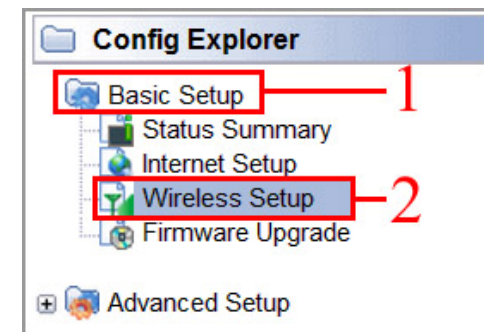 Config Explorer
Basic Setup 1
Status Summary
Internet Setup
Wireless Setup 2
Firmware Upgrade
Advanced Setup